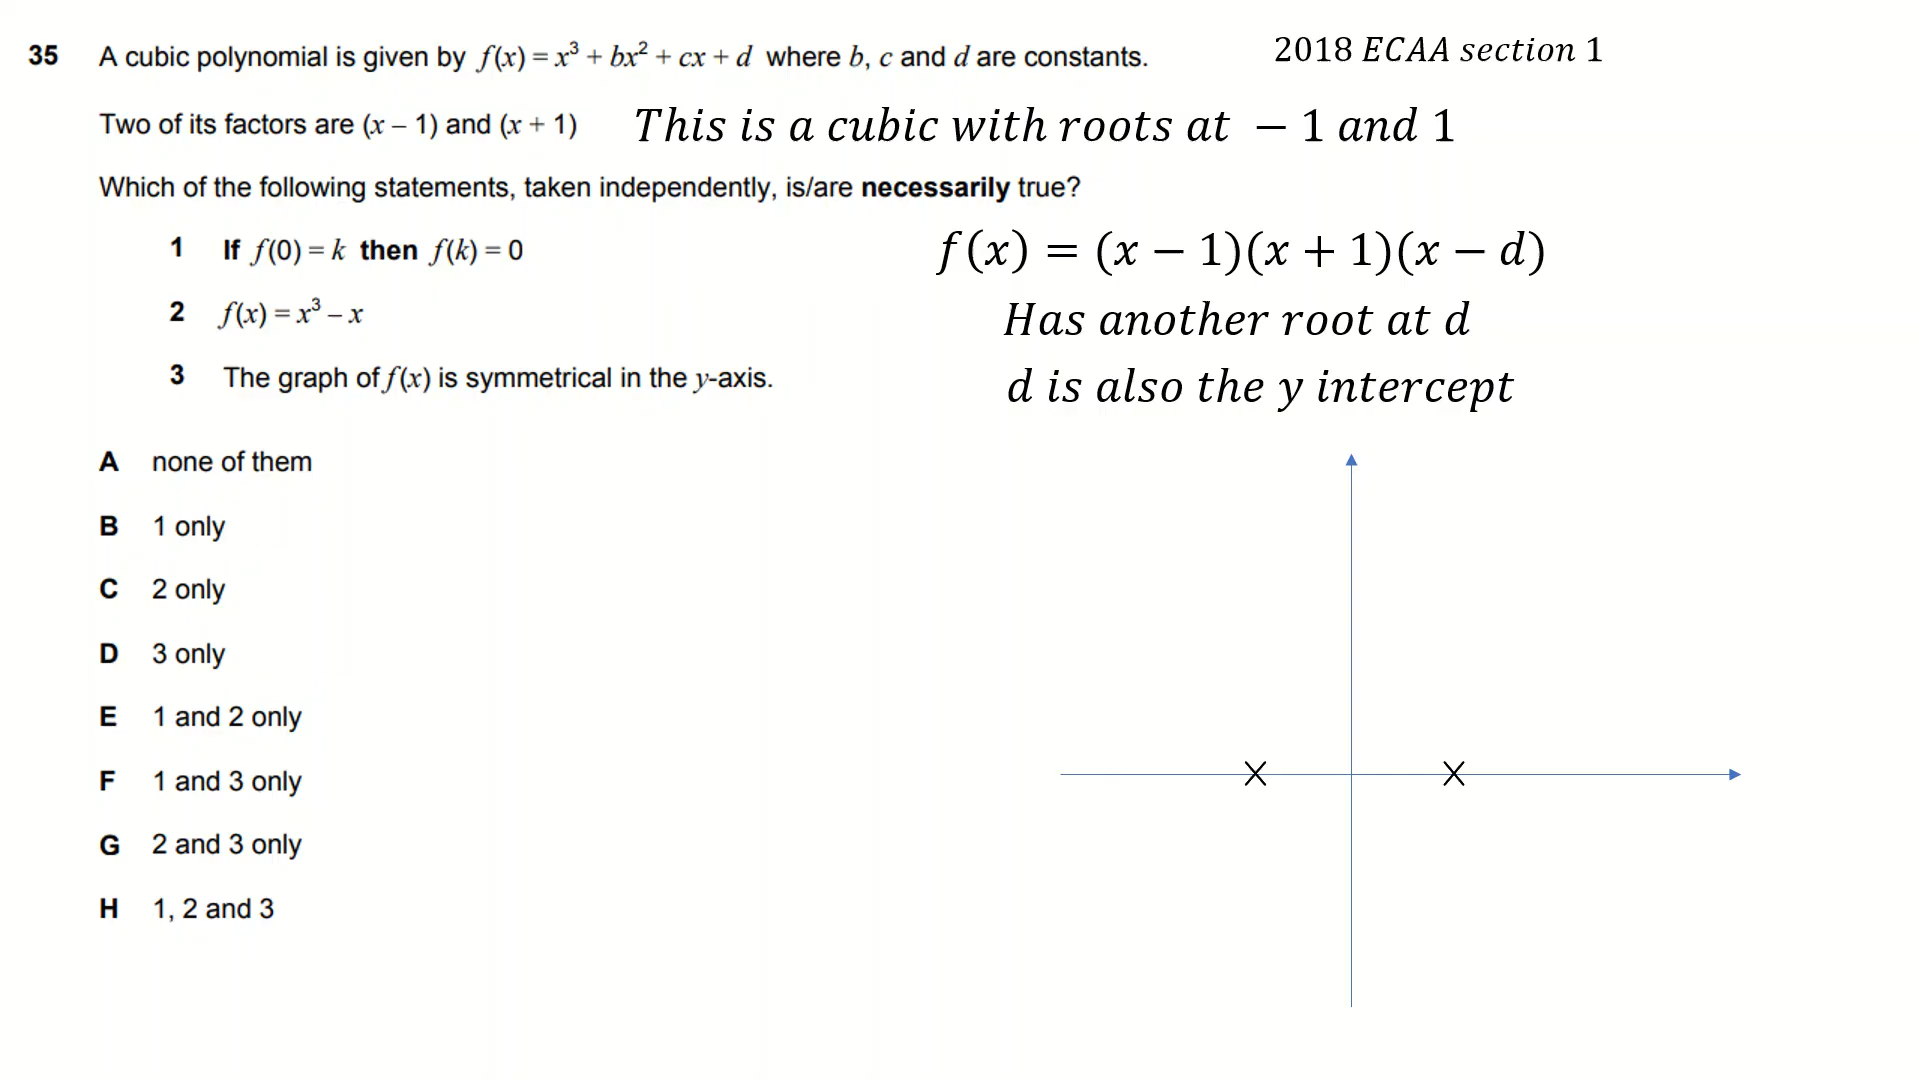 35 A cubic polynomial is given by f(x) = x³ + bx² + cx + d where b, c and d are constants.
2018 ECAA section 1
Two of its factors are (x – 1) and (x + 1)
This is a cubic with roots at − 1 and 1
Which of the following statements, taken independently, is/are necessarily true?
1 If f(0) = k then f(k) = 0
2 f(x) = x³ – x
3 The graph of f(x) is symmetrical in the y-axis.
f(x) = (x − 1)(x + 1)(x − d)
Has another root at d
d is also the y intercept
A none of them
B 1 only
C 2 only
D 3 only
E 1 and 2 only
F 1 and 3 only
G 2 and 3 only
H 1, 2 and 3